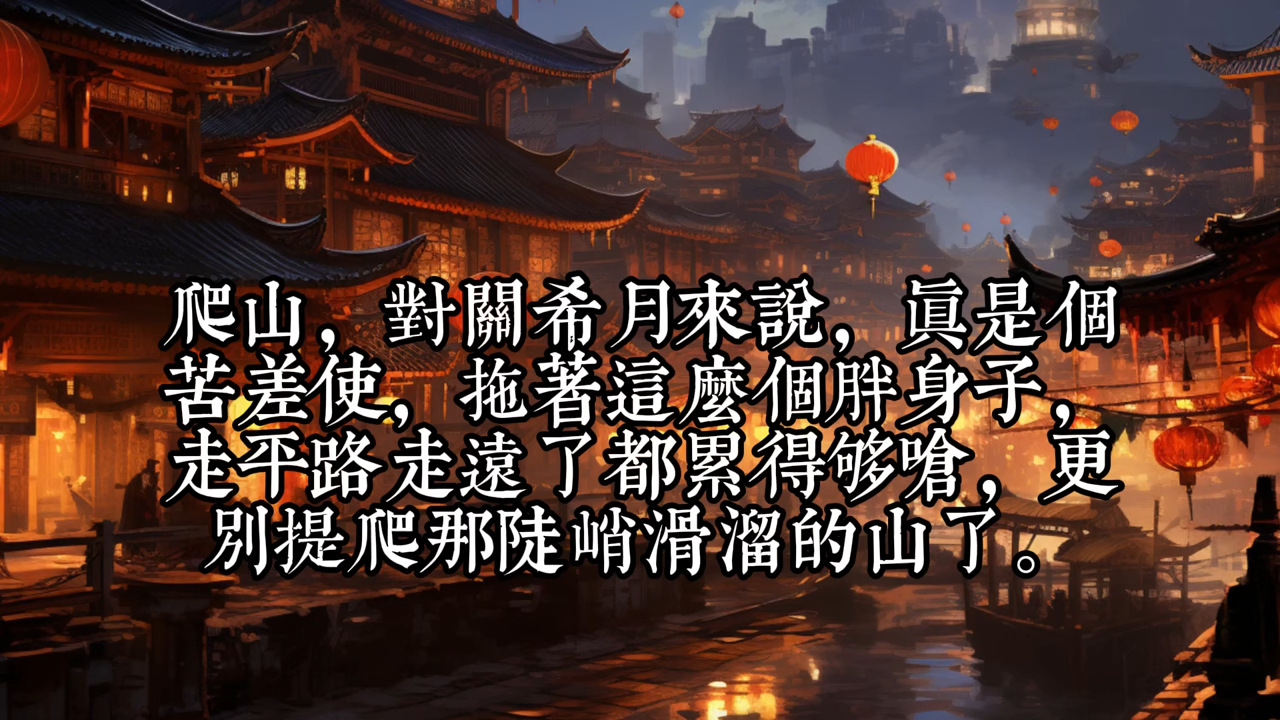 爬山，對關希月來說，眞是個
苦差使，拖著這麼個胖身子，
走平路走遠了都累得够嗆，更
別提爬那陡峭滑溜的山了。